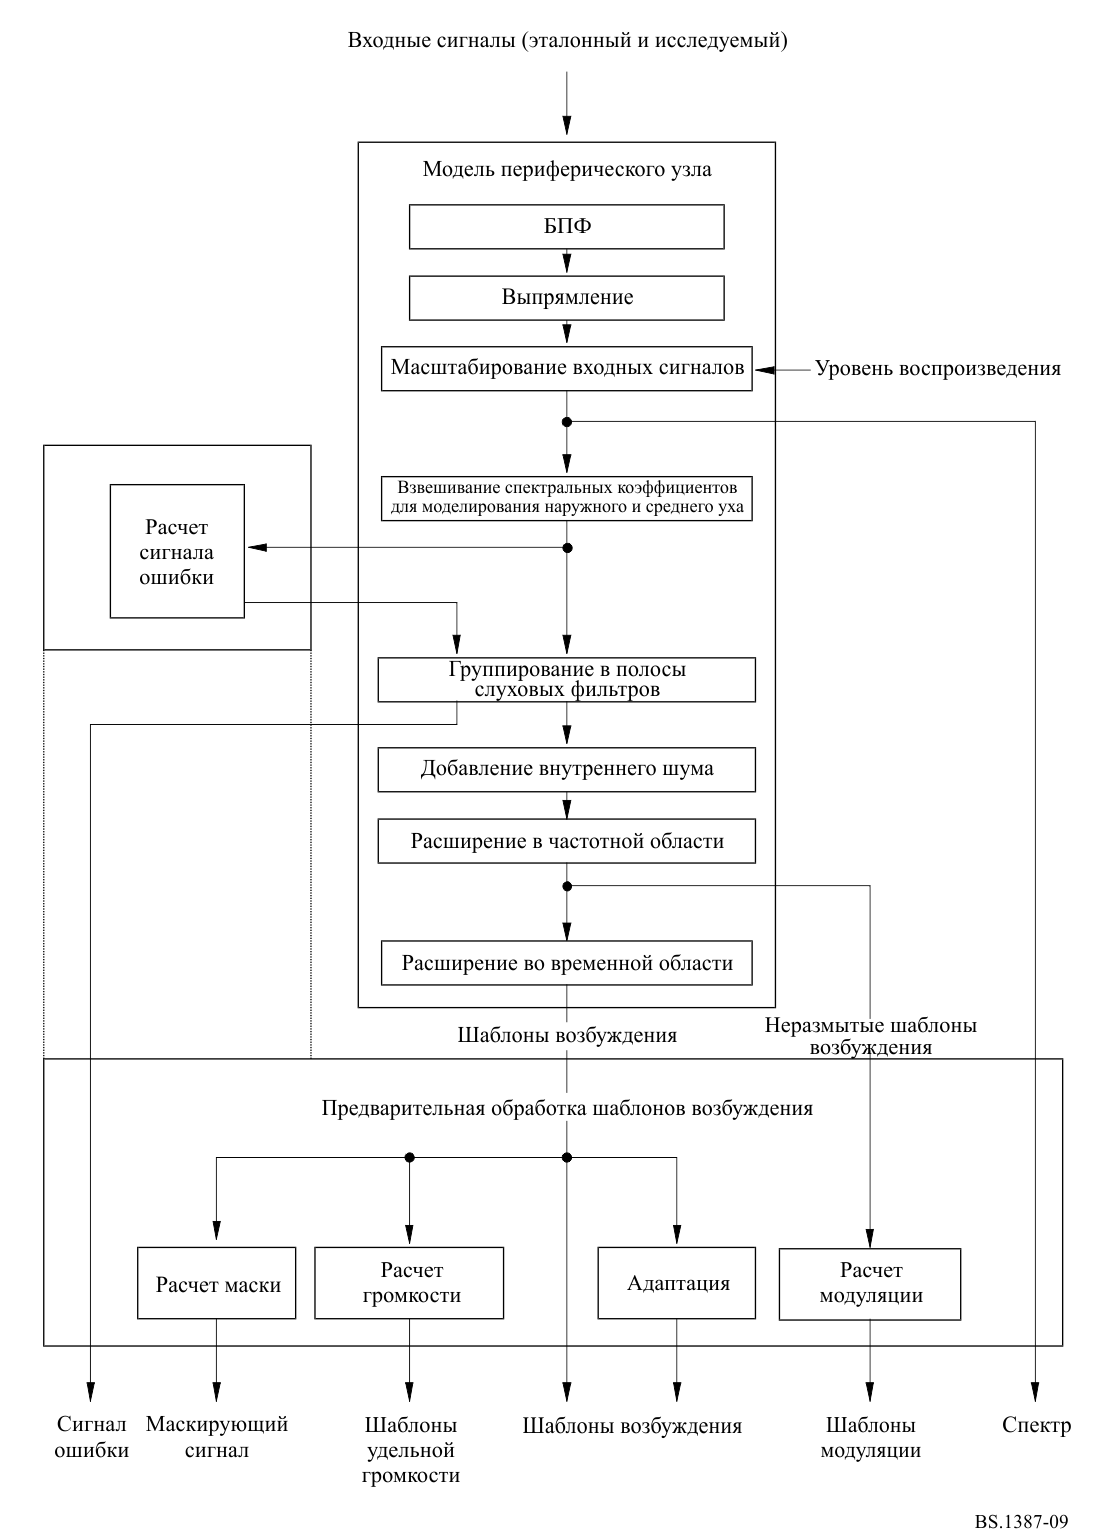 Входные сигналы (эталонный и исследуемый)
Модель периферического узла
БПФ
Выпрямление
Масштабирование входных сигналов
Уровень воспроизведения
Взвешивание спектральных коэффициентов
для моделирования наружного и среднего уха
Расчет
сигнала
ошибки
Группирование в полосы
слуховых фильтров
Добавление внутреннего шума
Расширение в частотной области
Расширение во временной области
Шаблоны возбуждения
Неразмытые шаблоны
возбуждения
Предварительная обработка шаблонов возбуждения
Расчет маски
Расчет
громкости
Адаптация
Расчет
модуляции
Сигнал
ошибки
Маскирующий
сигнал
Шаблоны
удельной
громкости
Шаблоны возбуждения
Шаблоны
модуляции
Спектр
BS.1387-09